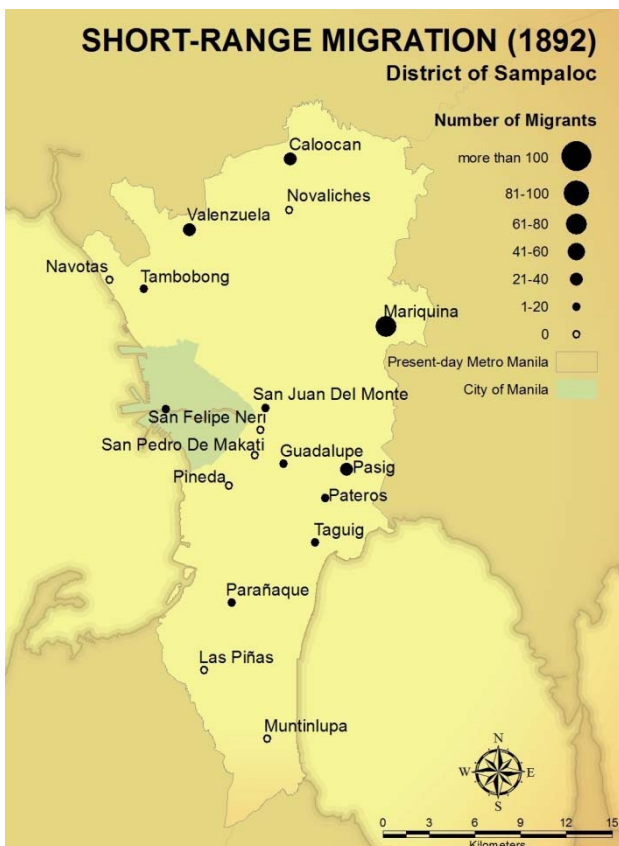 SHORT-RANGE MIGRATION (1892)
District of Sampaloc
Number of Migrants
more than 100
81-100
61-80
41-60
21-40
1-20
0
Present-day Metro Manila
City of Manila
Caloocan
Novaliches
Valenzuela
Navotas
Tambobong
Mariquina
San Juan Del Monte
San Felipe Neri
San Pedro De Makati
Guadalupe
Pasig
Pineda
Pateros
Taguig
Parañaque
Las Piñas
Muntinlupa
N
W E
S
0 3 6 9 12 15
Kilometers